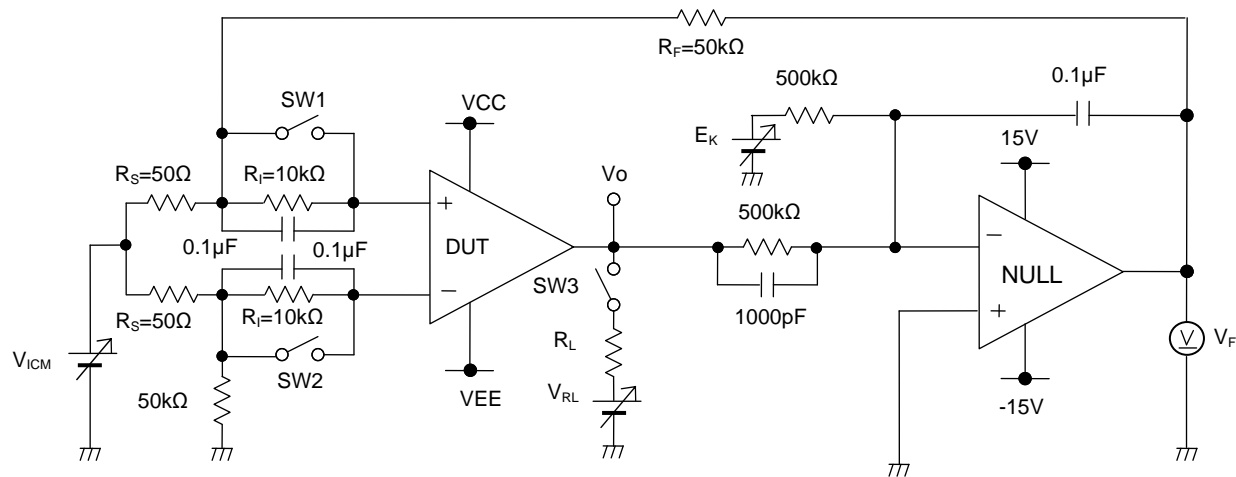 RF=50kΩ
500kΩ
0.1µF
SW1
VCC
EK
15V
RS=50Ω
RI=10kΩ
Vo
+
500kΩ
−
0.1µF
0.1µF
DUT
NULL
−
SW3
+
RS=50Ω
RI=10kΩ
1000pF
V
VF
VICM
SW2
RL
50kΩ
VEE
VRL
-15V